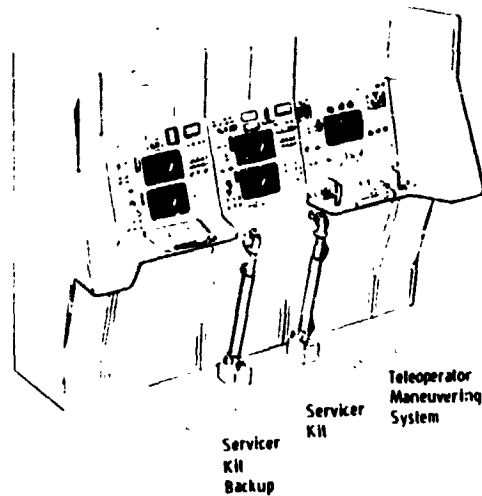 Servicer
Kit
Backup
Servicer
Kit
Teleoperator
Maneuvering
System